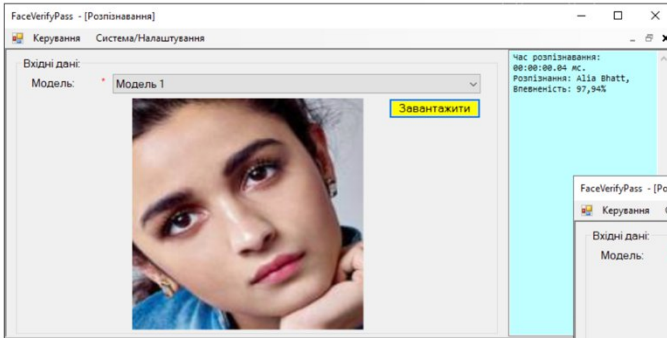 FaceVerifyPass - [Розпізнавання]
Керування Система/Налаштування
Вхідні дані:
Модель: * Модель 1
Завантажити
Час розпізнавання:
00:00:00.04 мс.
Розпізнання: Alia Bhatt,
Впевненість: 97,94%
FaceVerifyPass - [Ро
Керування
Вхідні дані:
Модель: